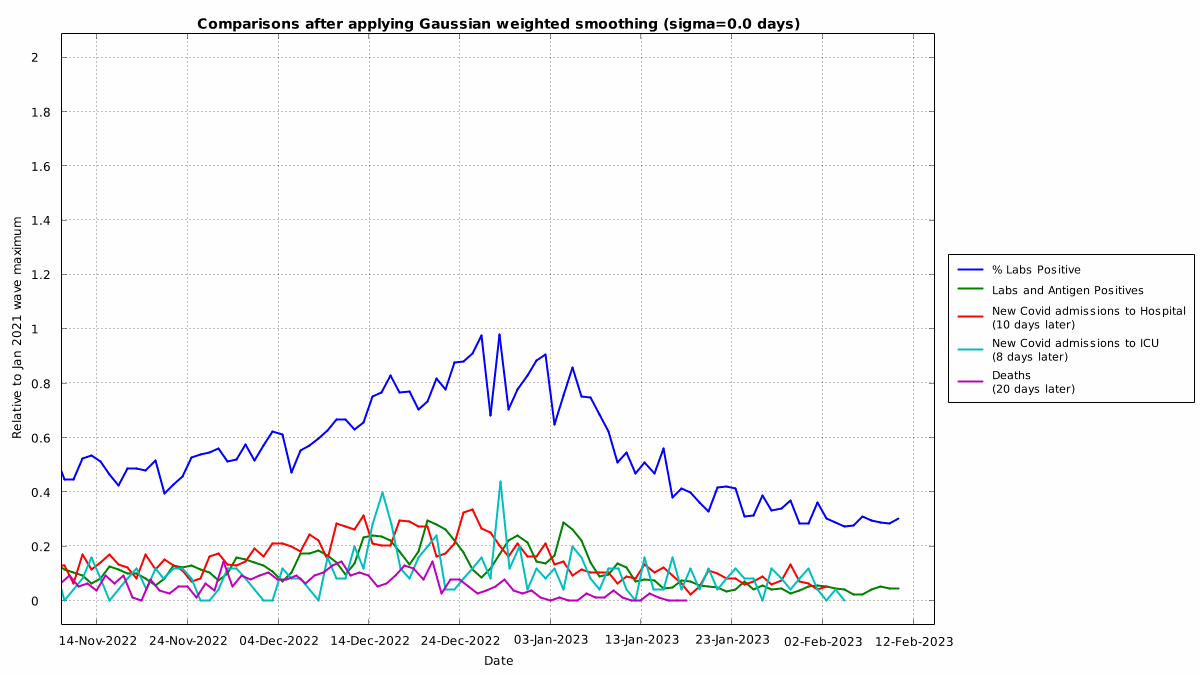 Comparisons after applying Gaussian weighted smoothing (sigma=0.0 days)
2
1.8
1.6
1.4
1.2
1
0.8
0.6
0.4
0.2
0
Relative to Jan 2021 wave maximum
14-Nov-2022 24-Nov-2022 04-Dec-2022 14-Dec-2022 24-Dec-2022 03-Jan-2023 13-Jan-2023 23-Jan-2023 02-Feb-2023 12-Feb-2023
Date
% Labs Positive
Labs and Antigen Positives
New Covid admissions to Hospital
(10 days later)
New Covid admissions to ICU
(8 days later)
Deaths
(20 days later)